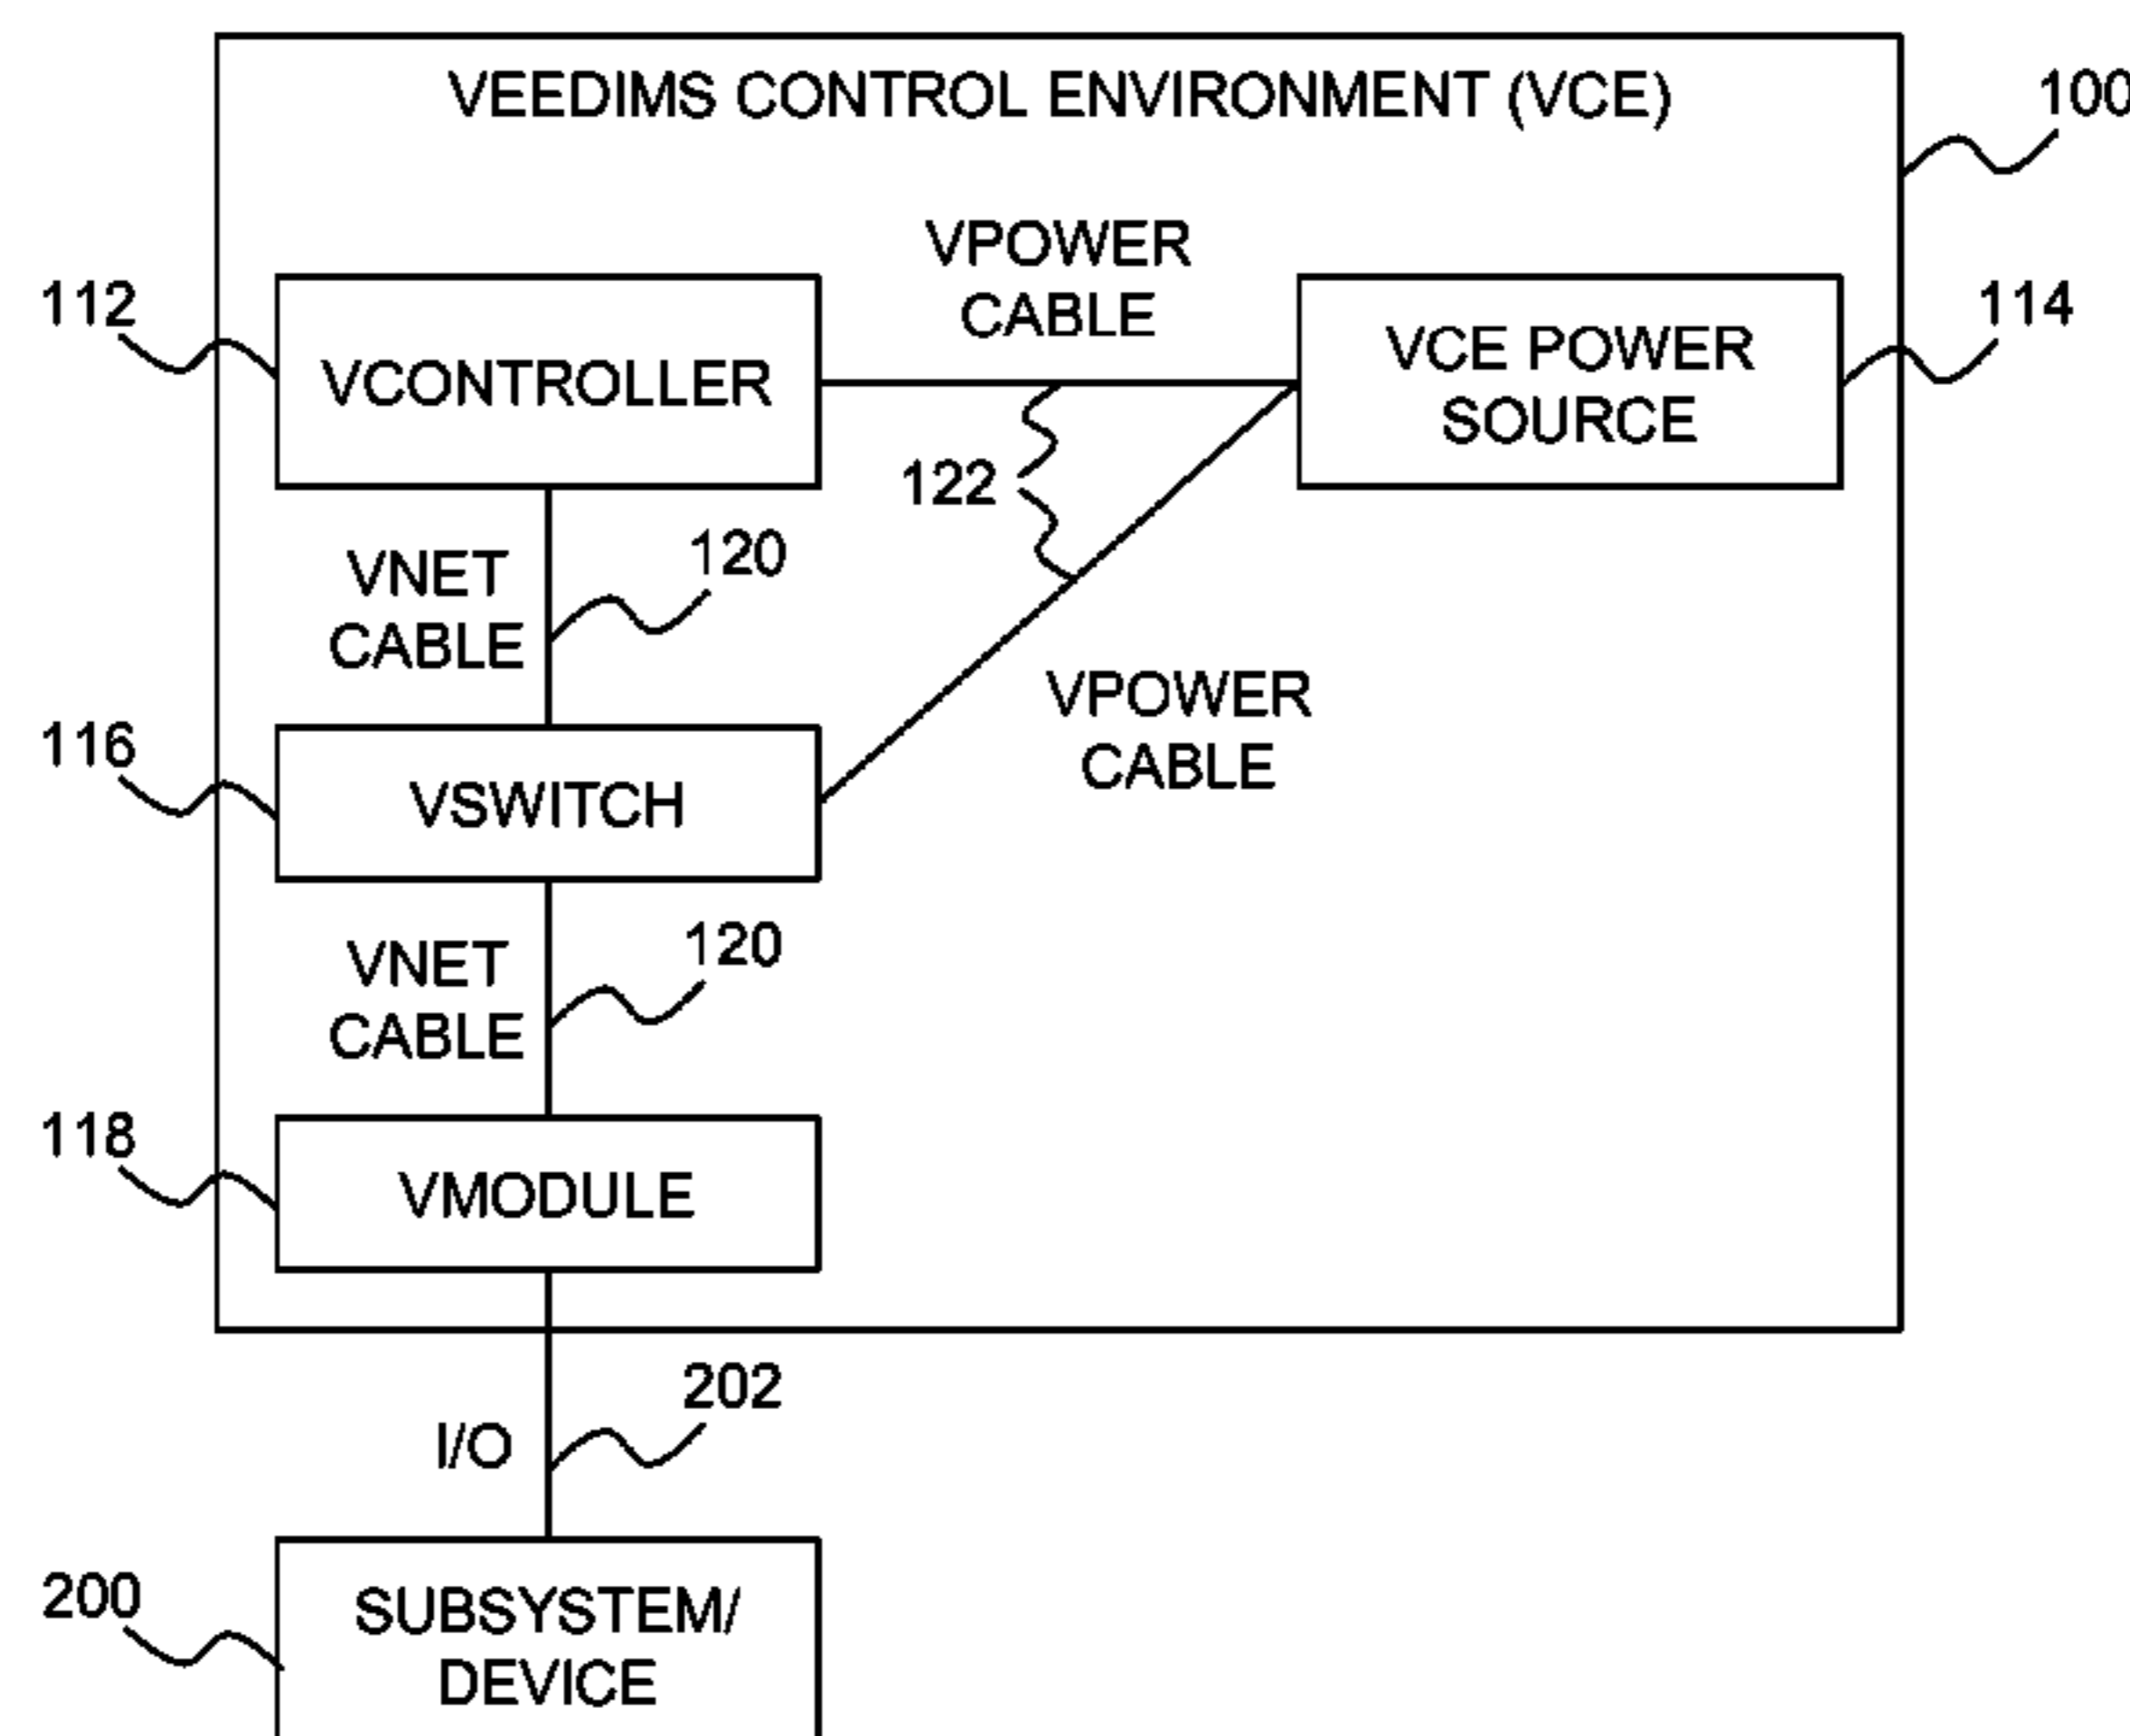 VEEDIMS CONTROL ENVIRONMENT (VCE)
100
VPOWER
CABLE
112
VCONTROLLER
VCE POWER
SOURCE
114
122
VNET
CABLE
120
VPOWER
CABLE
116
VSWITCH
VNET
CABLE
120
118
VMODULE
202
I/O
200
SUBSYSTEM/
DEVICE